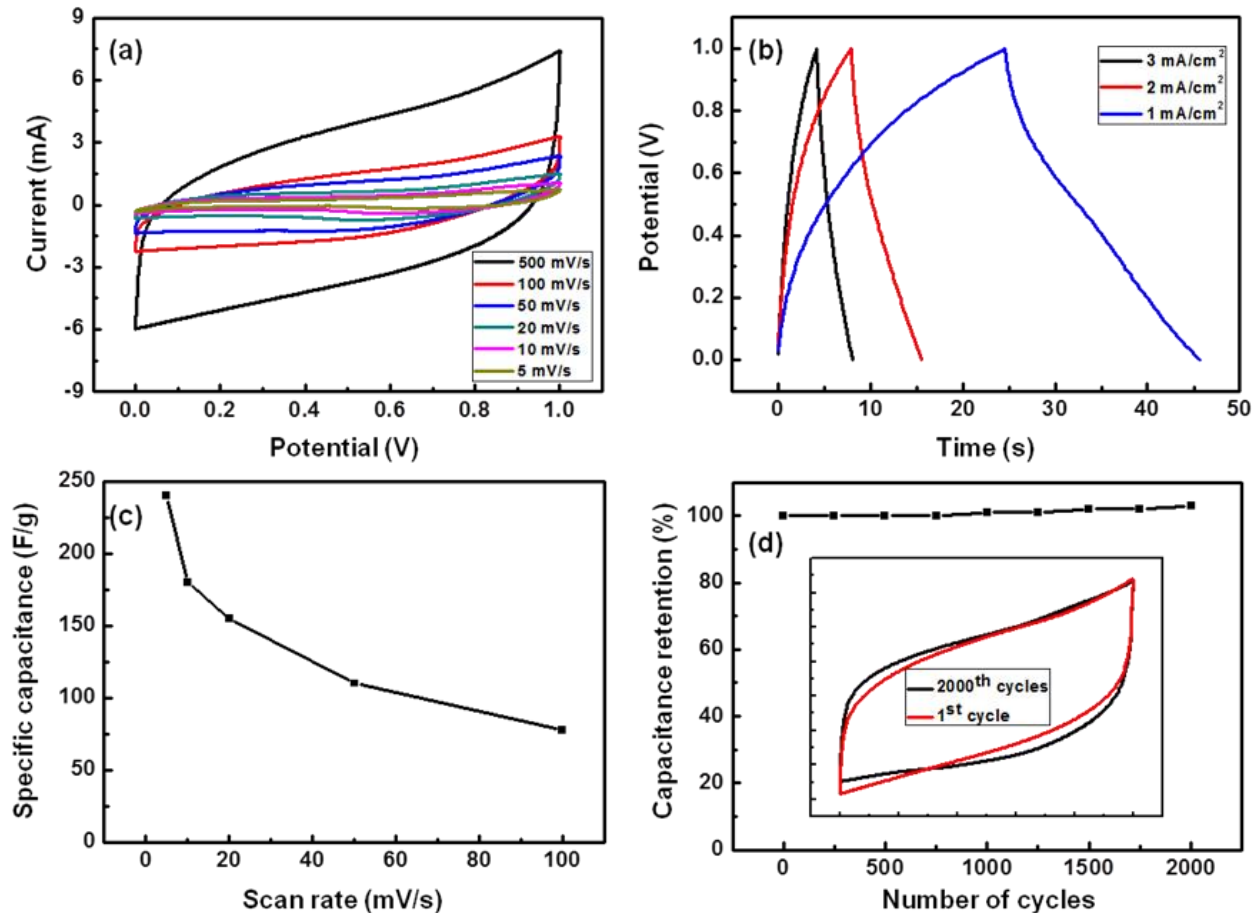 (a)
Current (mA)
9
6
3
0
-3
-6
-9
500 mV/s
100 mV/s
50 mV/s
20 mV/s
10 mV/s
5 mV/s
0.0 0.2 0.4 0.6 0.8 1.0
Potential (V)
(b)
Potential (V)
1.0
0.8
0.6
0.4
0.2
0.0
3 mA/cm²
2 mA/cm²
1 mA/cm²
0 10 20 30 40 50
Time (s)
(c)
Specific capacitance (F/g)
250
200
150
100
50
0
0 20 40 60 80 100
Scan rate (mV/s)
(d)
Capacitance retention (%)
100
80
60
40
20
0
2000th cycles
1st cycle
0 500 1000 1500 2000
Number of cycles